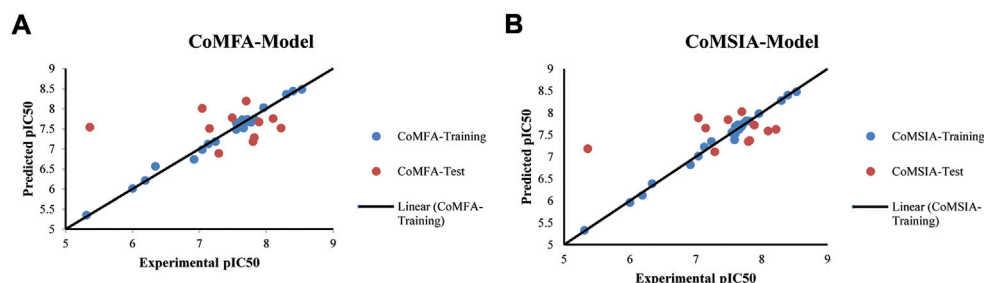 A
CoMFA-Model
Predicted pIC50
9
8.5
8
7.5
7
6.5
6
5.5
5
5 6 7 8 9
Experimental pIC50
CoMFA-Training
CoMFA-Test
Linear (CoMFA-
Training)
B
CoMSIA-Model
Predicted pIC50
9
8.5
8
7.5
7
6.5
6
5.5
5
5 6 7 8 9
Experimental pIC50
CoMSIA-Training
CoMSIA-Test
Linear (CoMSIA-
Training)